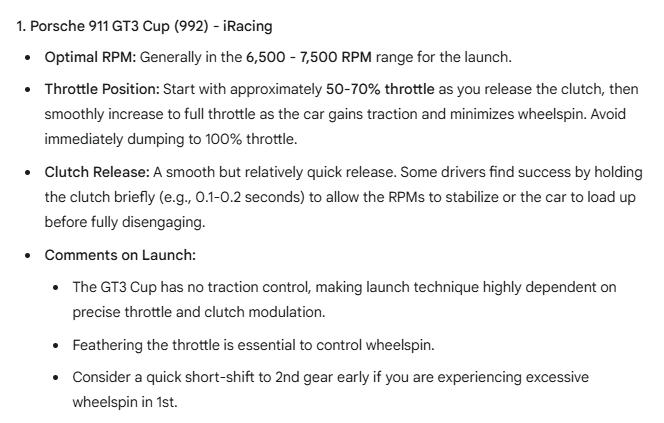 1. Porsche 911 GT3 Cup (992) - iRacing
• Optimal RPM: Generally in the 6,500 - 7,500 RPM range for the launch.
• Throttle Position: Start with approximately 50-70% throttle as you release the clutch, then
smoothly increase to full throttle as the car gains traction and minimizes wheelspin. Avoid
immediately dumping to 100% throttle.
• Clutch Release: A smooth but relatively quick release. Some drivers find success by holding
the clutch briefly (e.g., 0.1-0.2 seconds) to allow the RPMs to stabilize or the car to load up
before fully disengaging.
• Comments on Launch:
• The GT3 Cup has no traction control, making launch technique highly dependent on
precise throttle and clutch modulation.
• Feathering the throttle is essential to control wheelspin.
• Consider a quick short-shift to 2nd gear early if you are experiencing excessive
wheelspin in 1st.